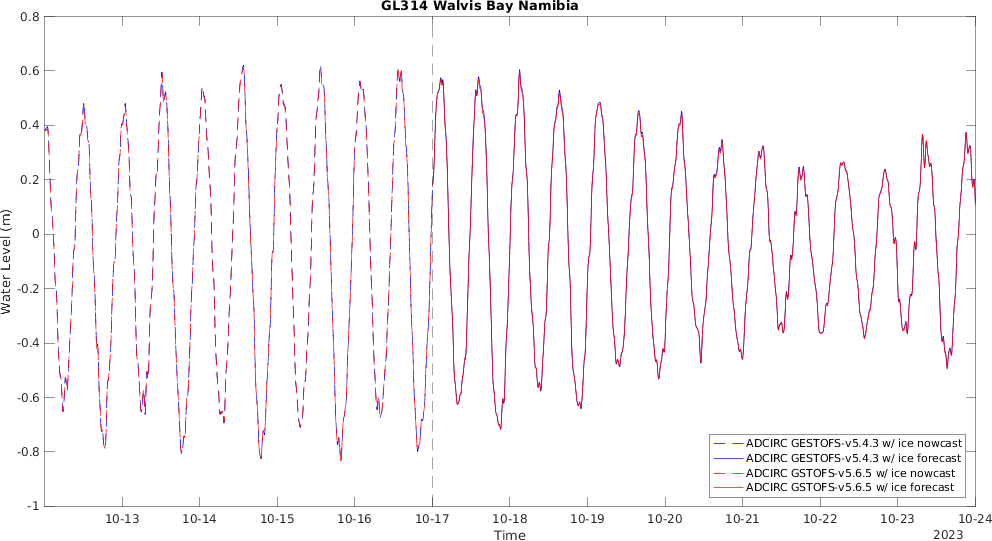 GL314 Walvis Bay Namibia
0.8
0.6
0.4
0.2
0
-0.2
-0.4
-0.6
-0.8
-1
Water Level (m)
ADCIRC GESTOFS-v5.4.3 w/ ice nowcast
ADCIRC GESTOFS-v5.4.3 w/ ice forecast
ADCIRC GSTOFS-v5.6.5 w/ ice nowcast
ADCIRC GSTOFS-v5.6.5 w/ ice forecast
10-13 10-14 10-15 10-16 10-17 10-18 10-19 10-20 10-21 10-22 10-23 10-24
Time
2023